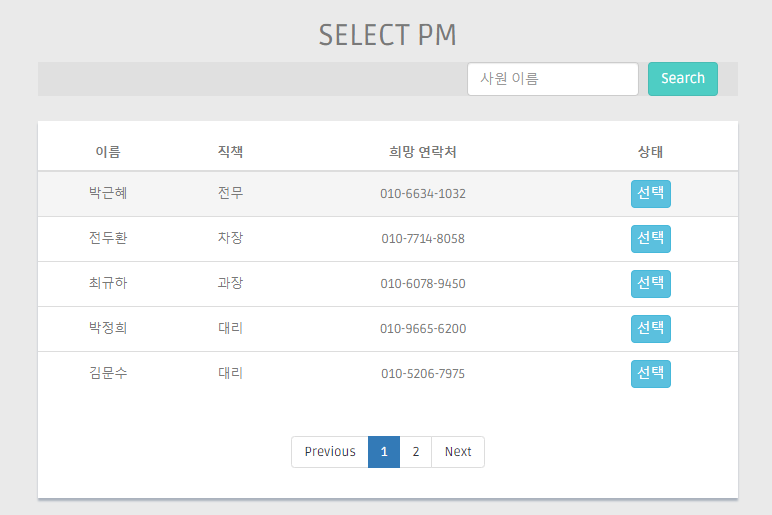 SELECT PM
사원 이름 Search
이름 직책 희망 연락처 상태
박근혜 전무 010-6634-1032 선택
전두환 차장 010-7714-8058 선택
최규하 과장 010-6078-9450 선택
박정희 대리 010-9665-6200 선택
김문수 대리 010-5206-7975 선택
Previous 1 2 Next